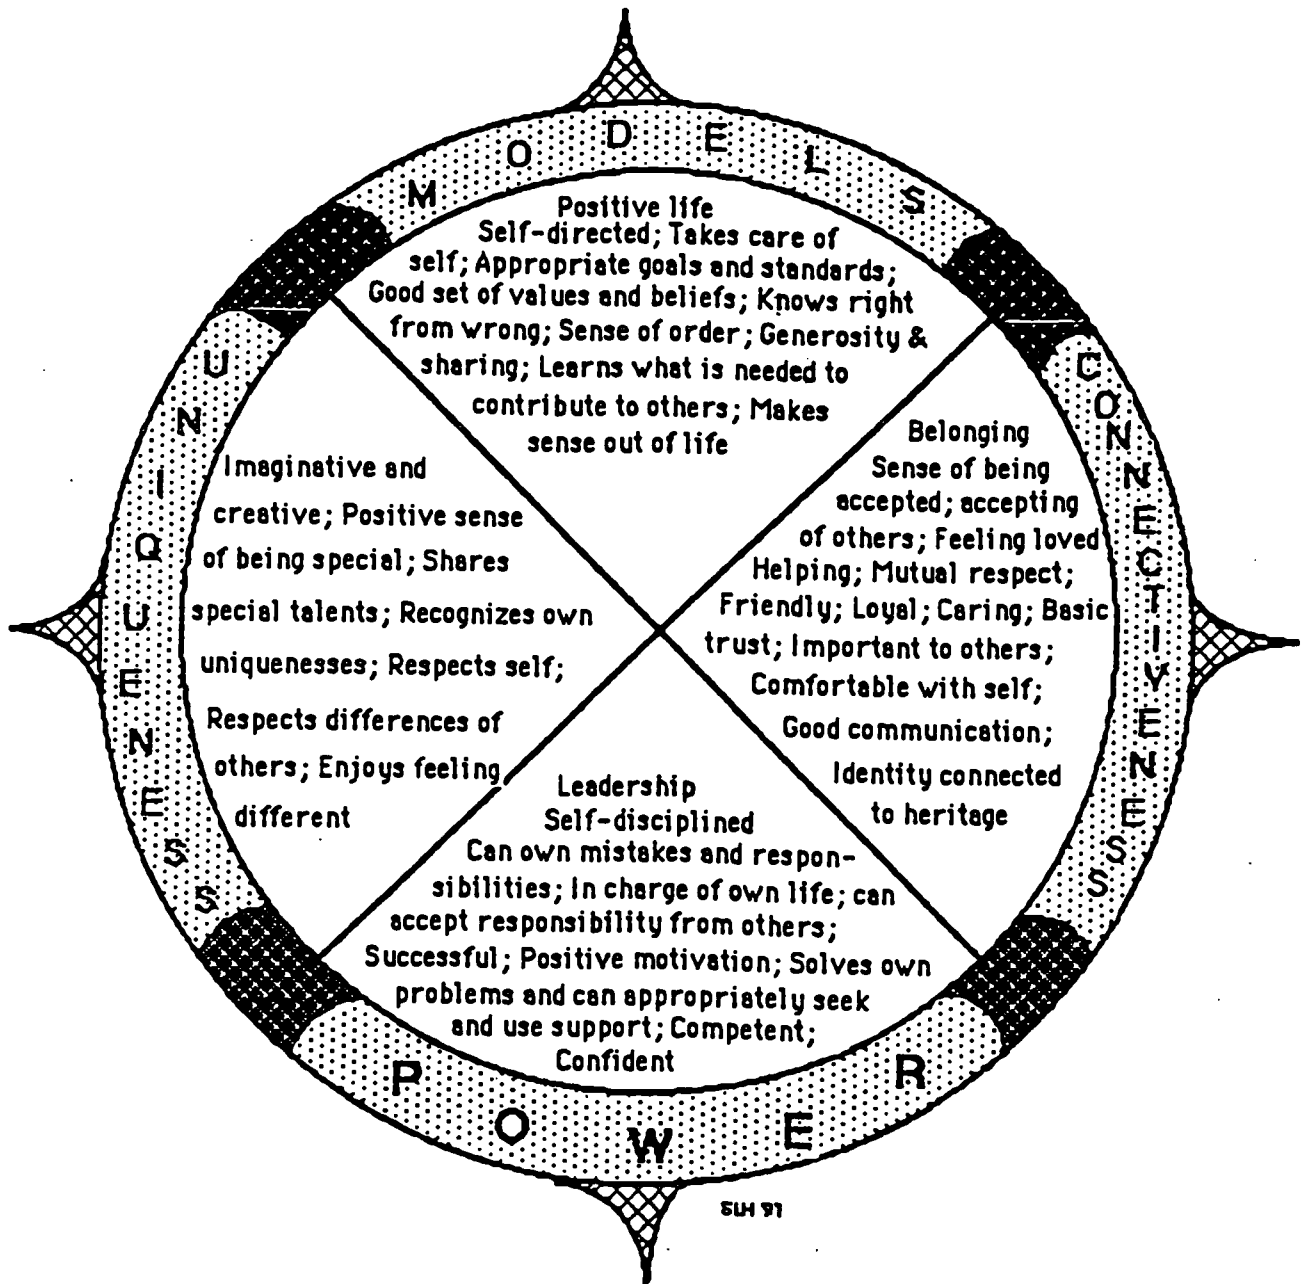 MODELS
Positive life
Self-directed; Takes care of
self; Appropriate goals and standards;
Good set of values and beliefs; Knows right
from wrong; Sense of order; Generosity &
sharing; Learns what is needed to
contribute to others; Makes
sense out of life
CONNECTIVENESS
Belonging
Sense of being
accepted; accepting
of others; Feeling loved
Helping; Mutual respect;
Friendly; Loyal; Caring; Basic
trust; Important to others;
Comfortable with self;
Good communication;
Identity connected
to heritage
UNIQUENESS
Imaginative and
creative; Positive sense
of being special; Shares
special talents; Recognizes own
uniquenesses; Respects self;
Respects differences of
others; Enjoys feeling
different
Leadership
Self-disciplined
Can own mistakes and respon-
sibilities; In charge of own life; can
accept responsibility from others;
Successful; Positive motivation; Solves own
problems and can appropriately seek
and use support; Competent;
Confident
POWER